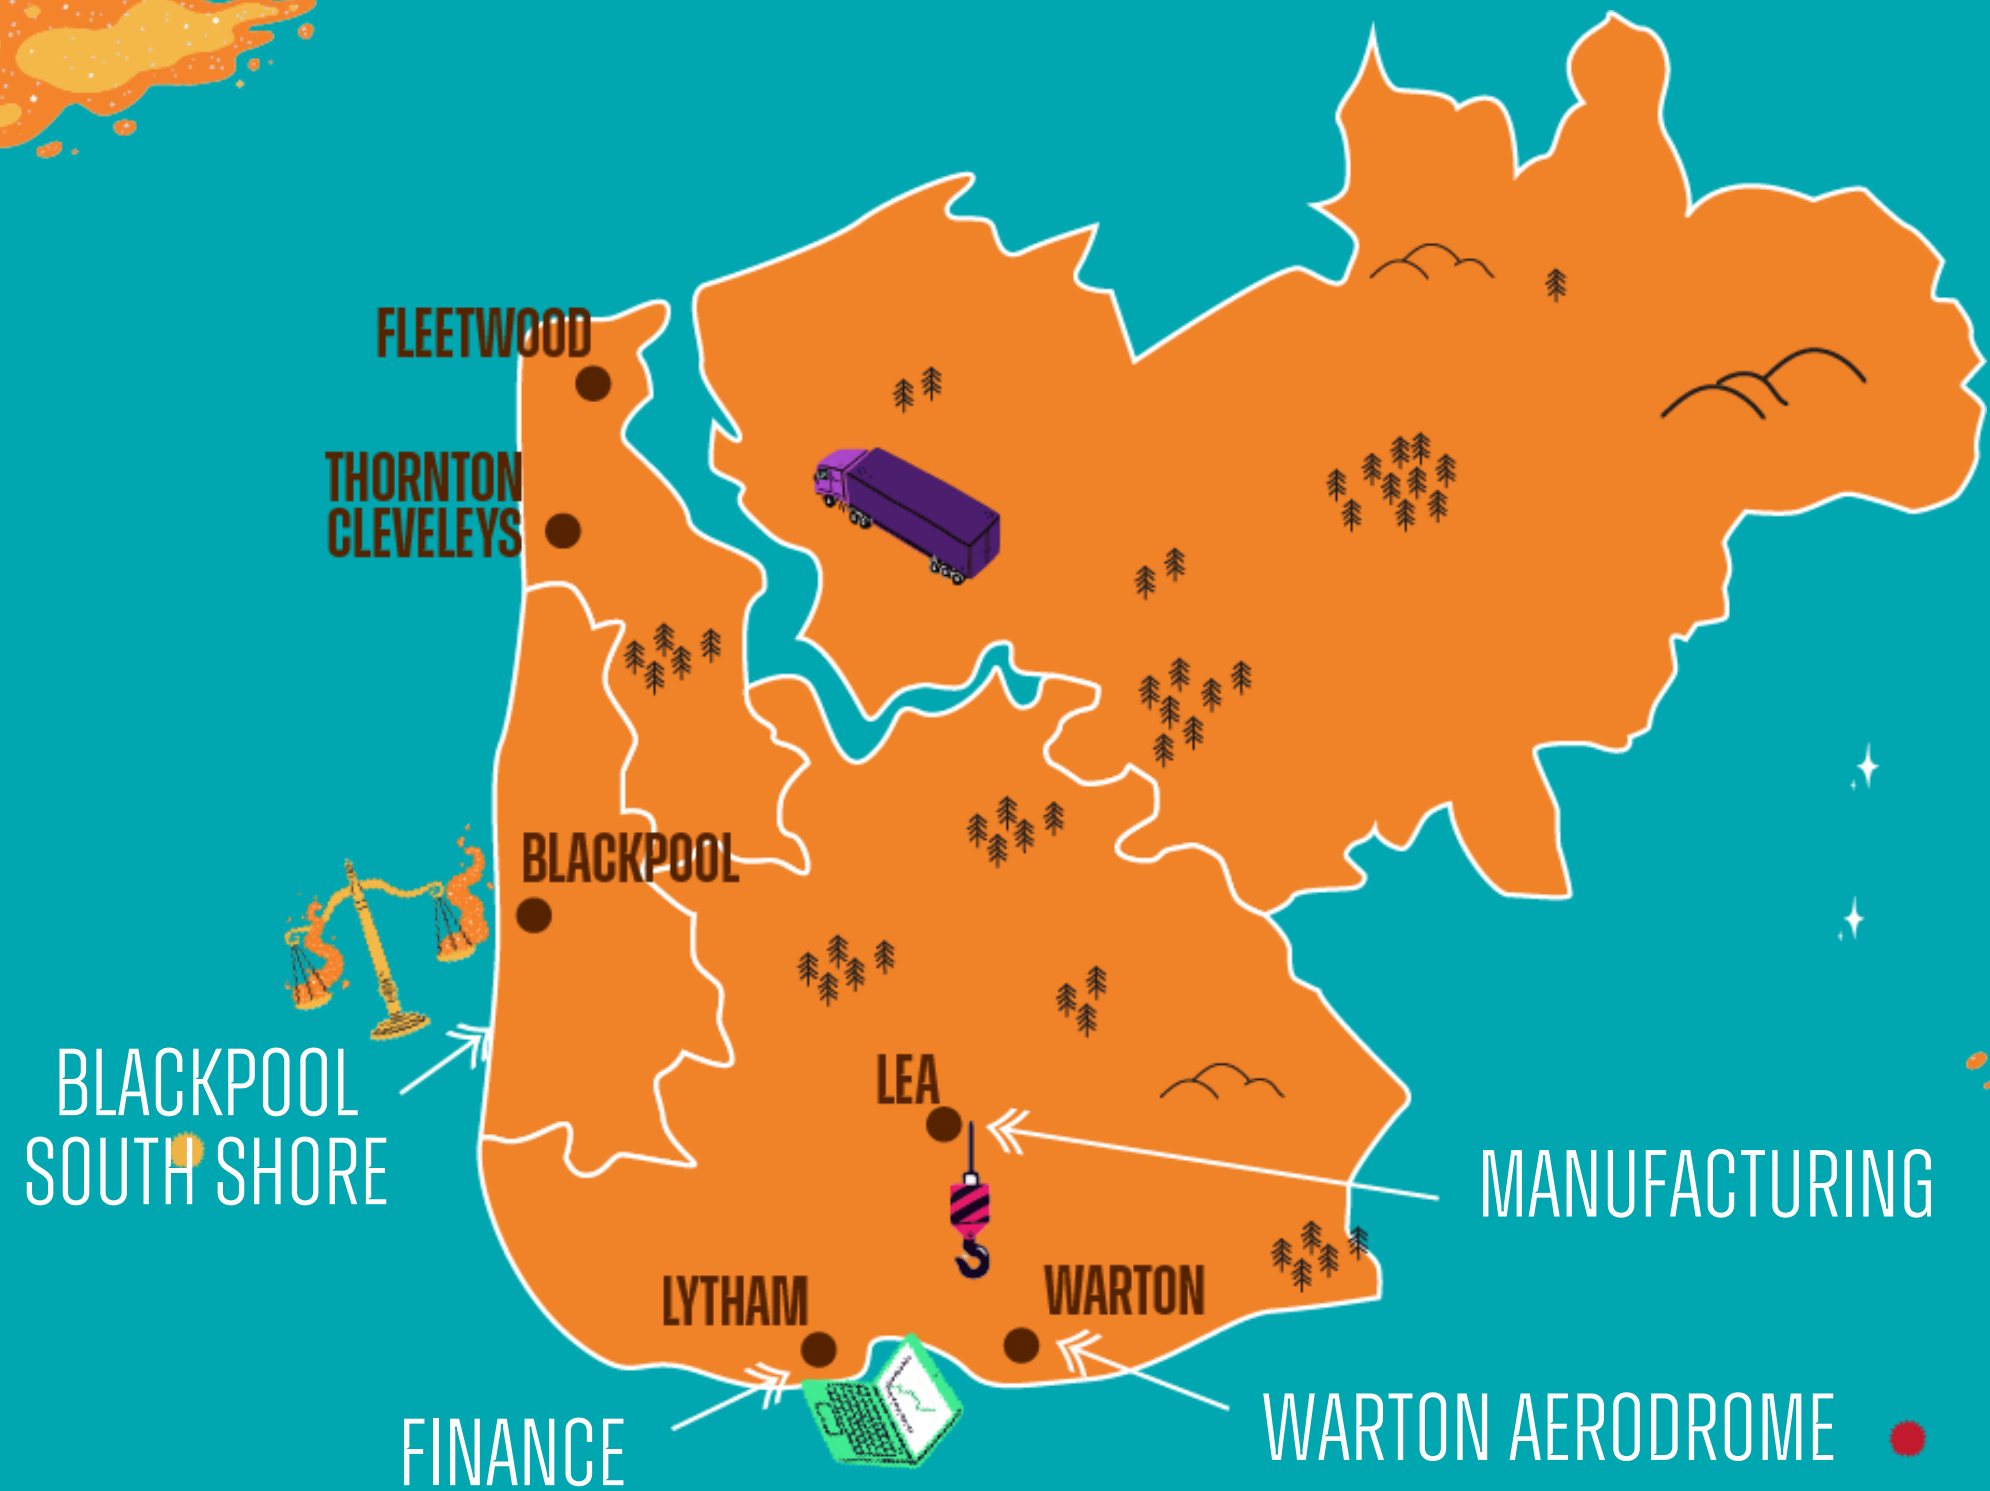 FLEETWOOD
THORNTON
CLEVELEYS
BLACKPOOL
BLACKPOOL
SOUTH SHORE
LEA
MANUFACTURING
LYTHAM
WARTON
FINANCE
WARTON AERODROME